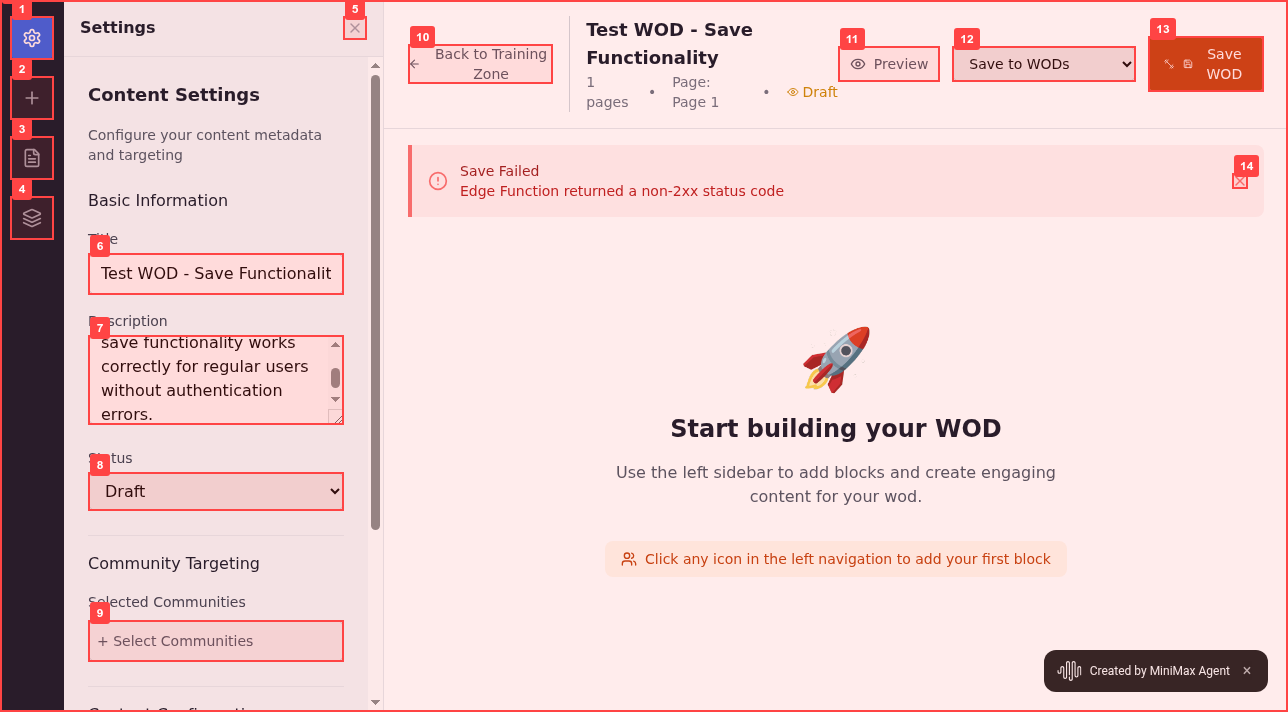 1
2
3
4
Settings
5
Content Settings
Configure your content metadata
and targeting
Basic Information
Title
6
Test WOD - Save Functionalit
Description
7
save functionality works
correctly for regular users
without authentication
errors.
Status
8
Draft
Community Targeting
Selected Communities
9
+ Select Communities
10
Back to Training
Zone
Test WOD - Save
Functionality
1
pages
•
Page:
Page 1
•
Draft
11
Preview
12
Save to WODs
13
Save
WOD
Save Failed
Edge Function returned a non-2xx status code
14
Start building your WOD
Use the left sidebar to add blocks and create engaging
content for your wod.
Click any icon in the left navigation to add your first block
Created by MiniMax Agent